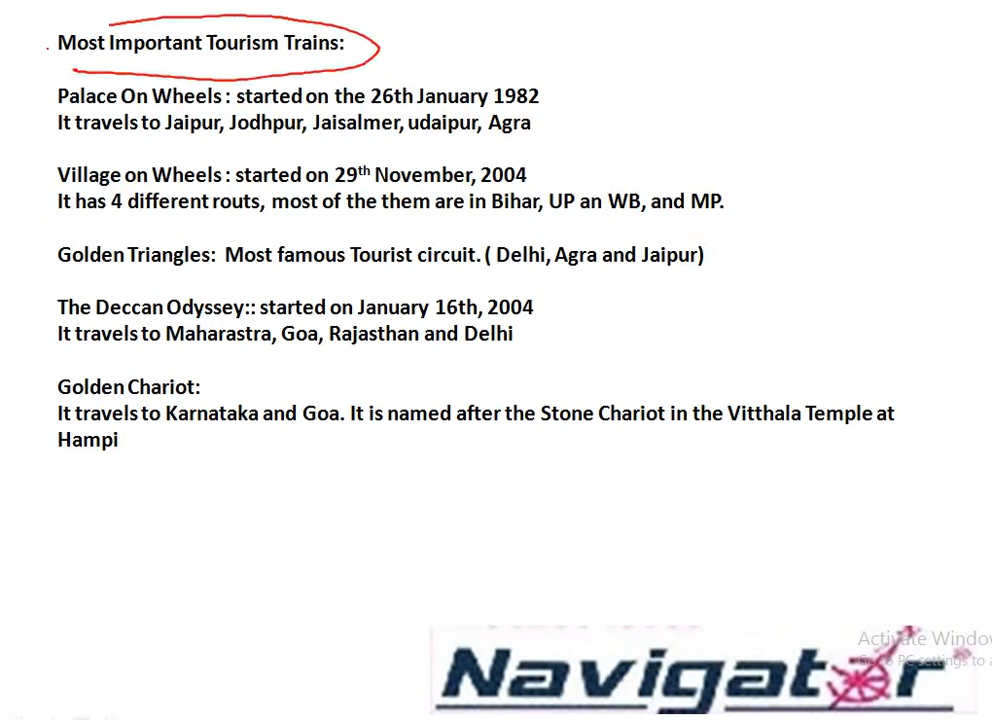 Most Important Tourism Trains:
Palace On Wheels : started on the 26th January 1982
It travels to Jaipur, Jodhpur, Jaisalmer, udaipur, Agra
Village on Wheels : started on 29th November, 2004
It has 4 different routs, most of the them are in Bihar, UP an WB, and MP.
Golden Triangles: Most famous Tourist circuit. ( Delhi, Agra and Jaipur)
The Deccan Odyssey:: started on January 16th, 2004
It travels to Maharastra, Goa, Rajasthan and Delhi
Golden Chariot:
It travels to Karnataka and Goa. It is named after the Stone Chariot in the Vitthala Temple at
Hampi
Activate Windo
Go to PC settings to a
Navigator